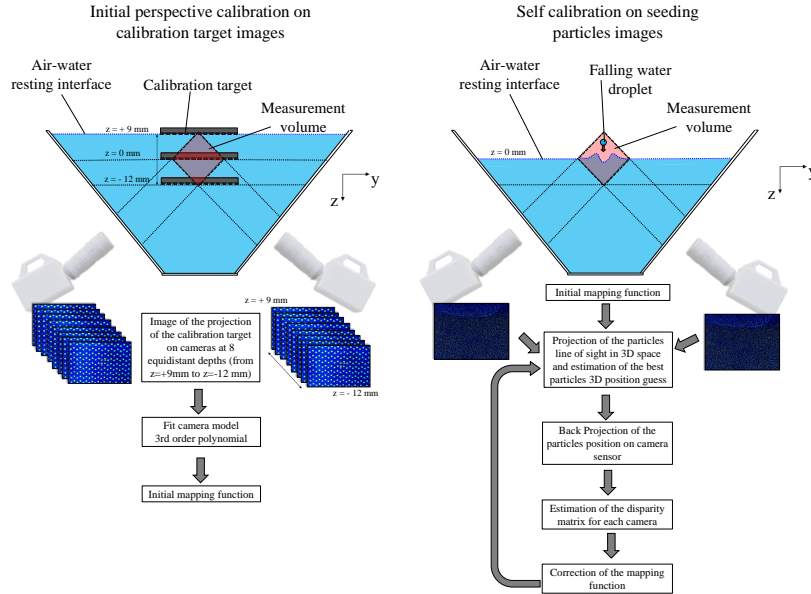 Initial perspective calibration on
calibration target images
Air-water
resting interface
Calibration target
Measurement
volume
z = + 9 mm
z=0 mm
z = - 12 mm
y
z
z = + 9 mm
z = - 12 mm
Image of the projection
of the calibration target
on cameras at 8
equidistant depths (from
z=+9mm to z=-12 mm)
Fit camera model
3rd order polynomial
Initial mapping function
Self calibration on seeding
particles images
Air-water
resting interface
Falling water
droplet
Measurement
volume
z=0 mm
y
z
Initial mapping function
Projection of the particles
line of sight in 3D space
and estimation of the best
particles 3D position guess
Back Projection of the
particles position on camera
sensor
Estimation of the disparity
matrix for each camera
Correction of the mapping
function